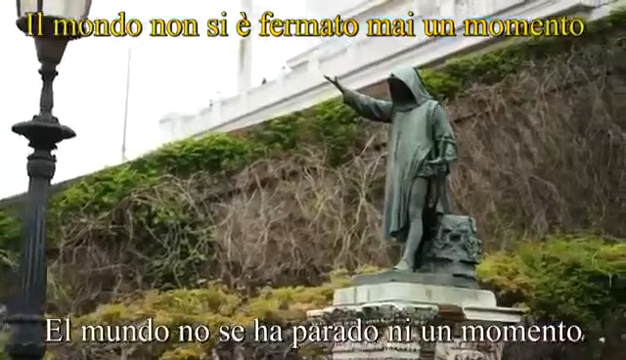 Il mondo non si è fermato mai un momento
El mundo no se ha parado ni un momento